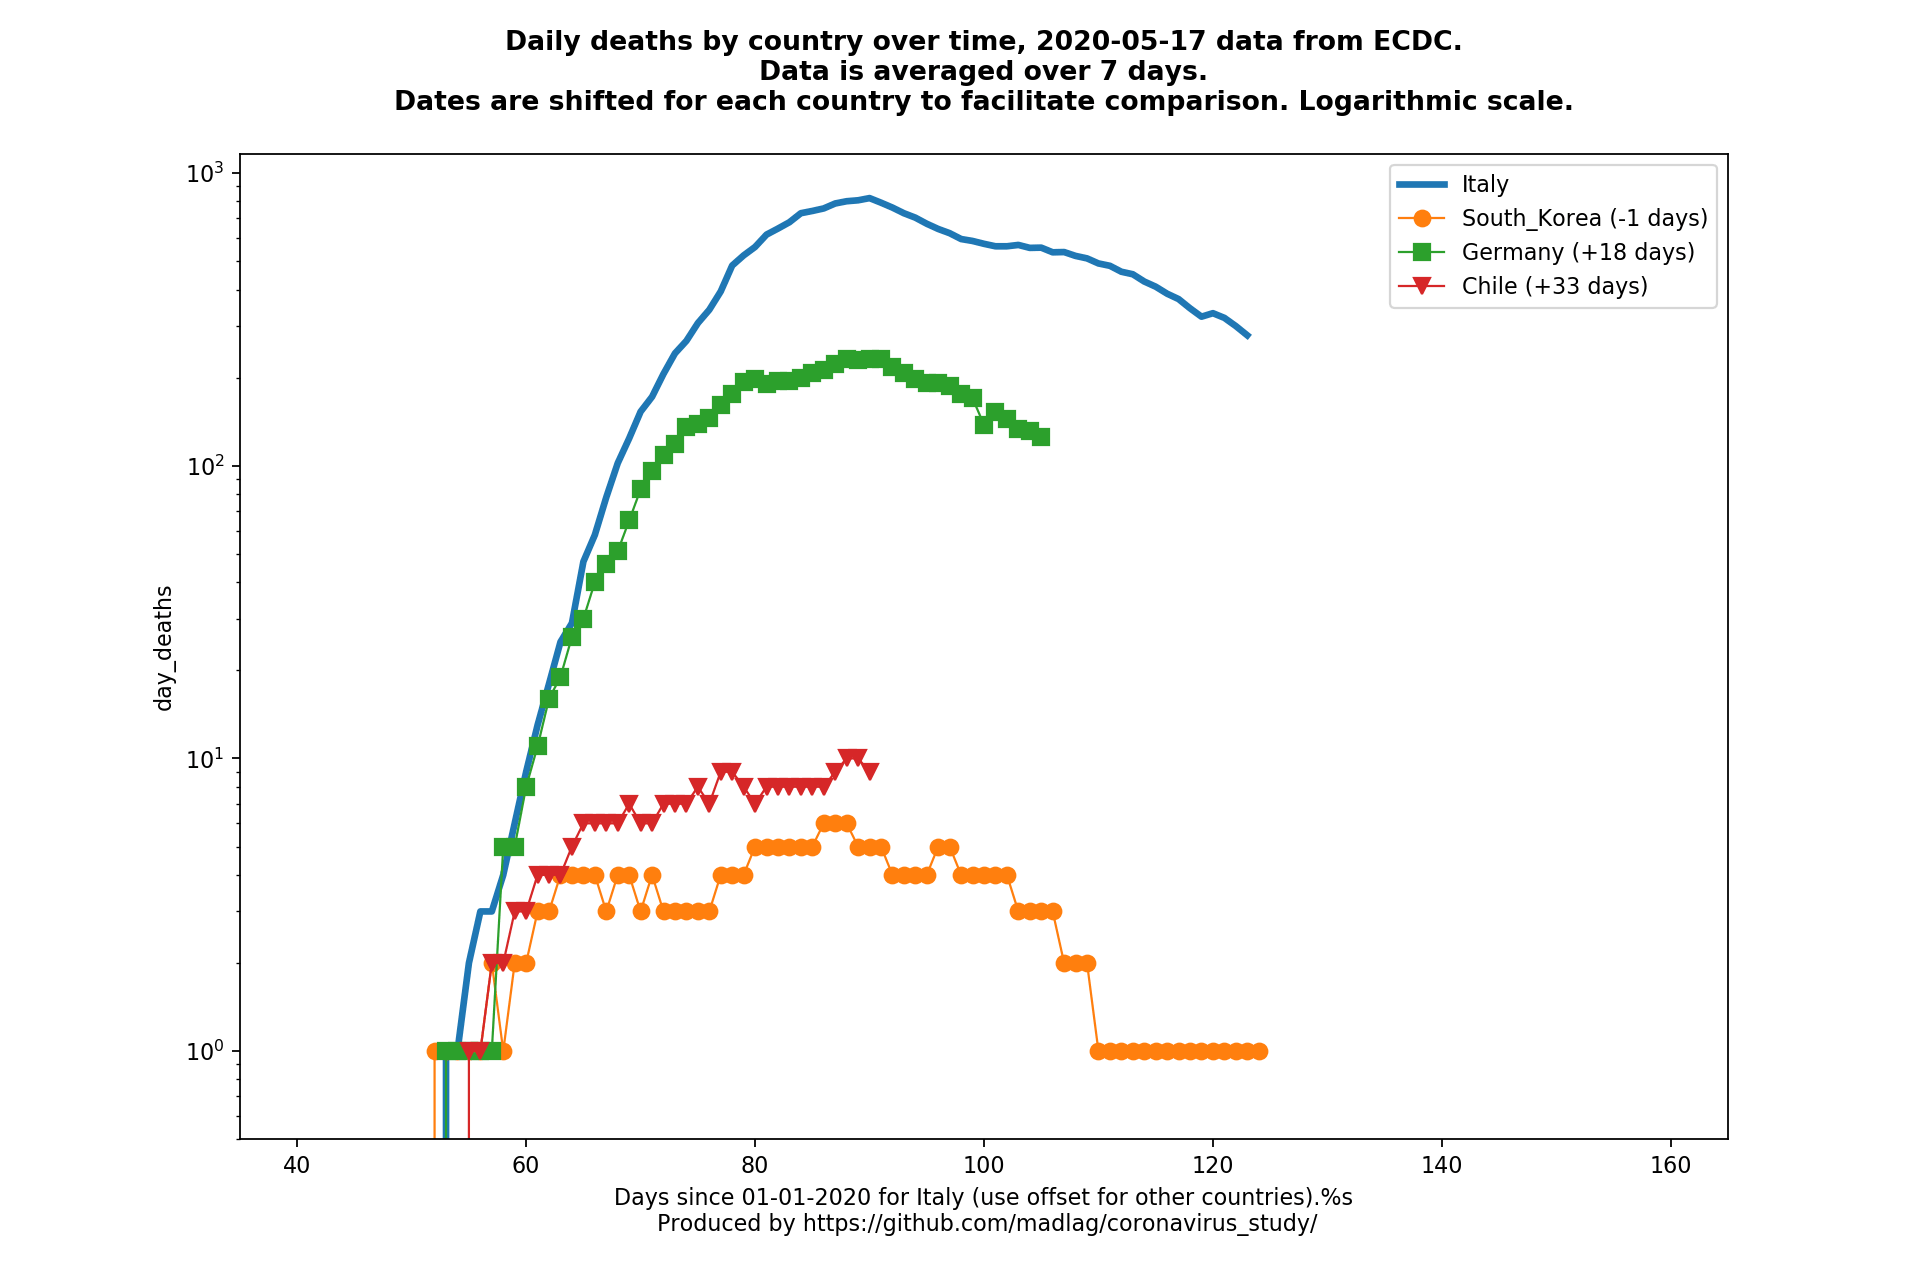 Daily deaths by country over time, 2020-05-17 data from ECDC.
Data is averaged over 7 days.
Dates are shifted for each country to facilitate comparison. Logarithmic scale.
10³
10²
10¹
10⁰
day_deaths
Italy
South_Korea (-1 days)
Germany (+18 days)
Chile (+33 days)
40 60 80 100 120 140 160
Days since 01-01-2020 for Italy (use offset for other countries).%s
Produced by https://github.com/madlag/coronavirus_study/